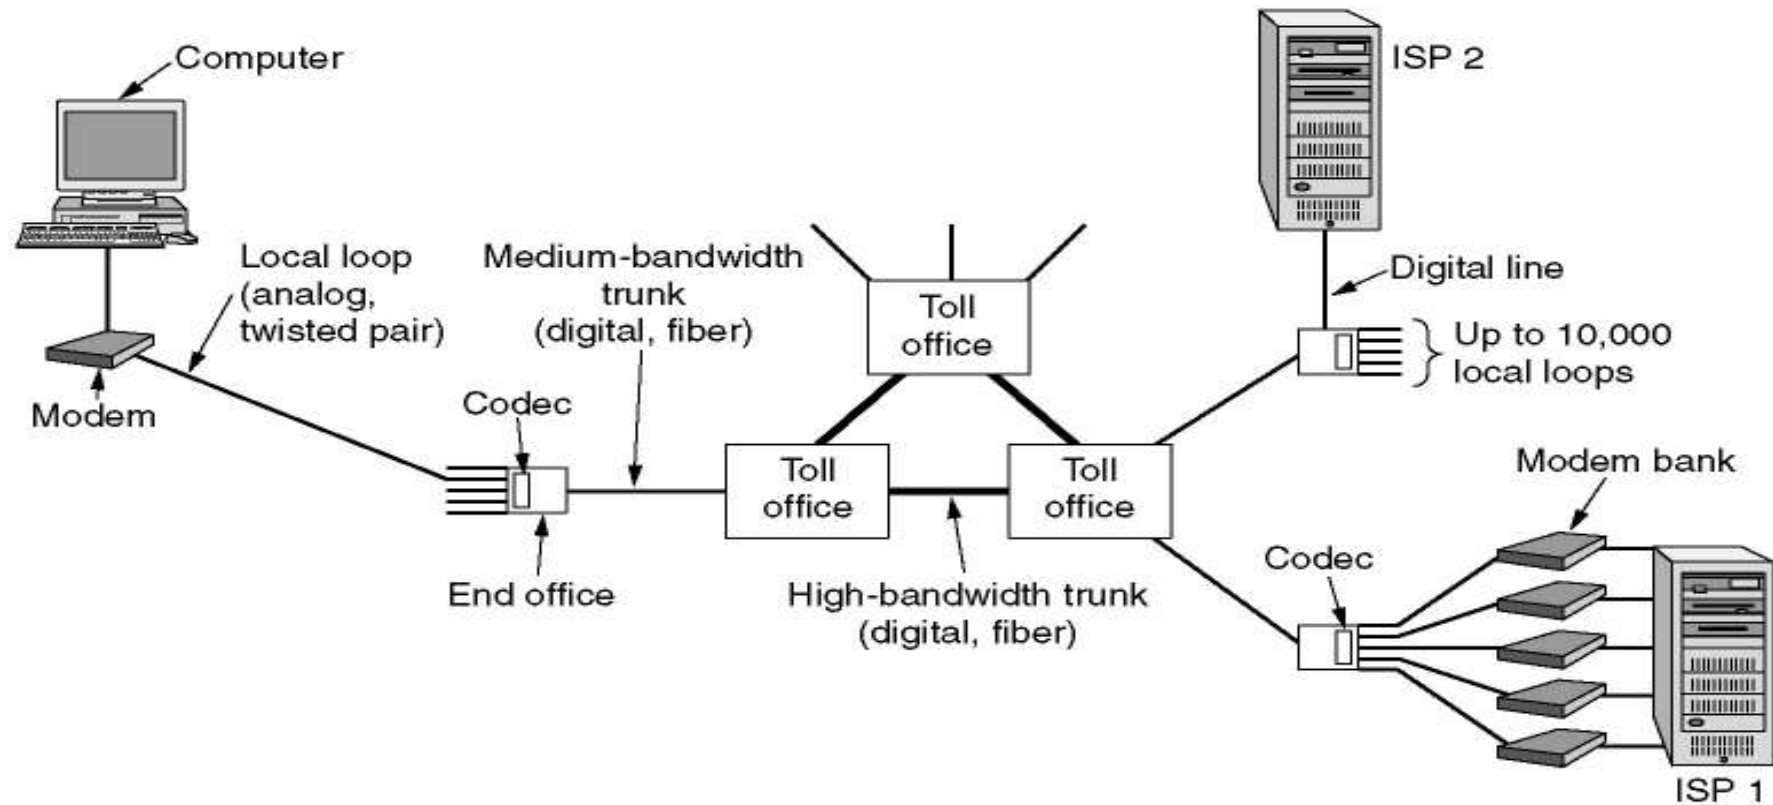 Computer
ISP 2
Local loop
(analog,
twisted pair)
Medium-bandwidth
trunk
(digital, fiber)
Digital line
Toll
office
Up to 10,000
local loops
Modem
Codec
Toll
office
Toll
office
Modem bank
End office
High-bandwidth trunk
(digital, fiber)
Codec
ISP 1